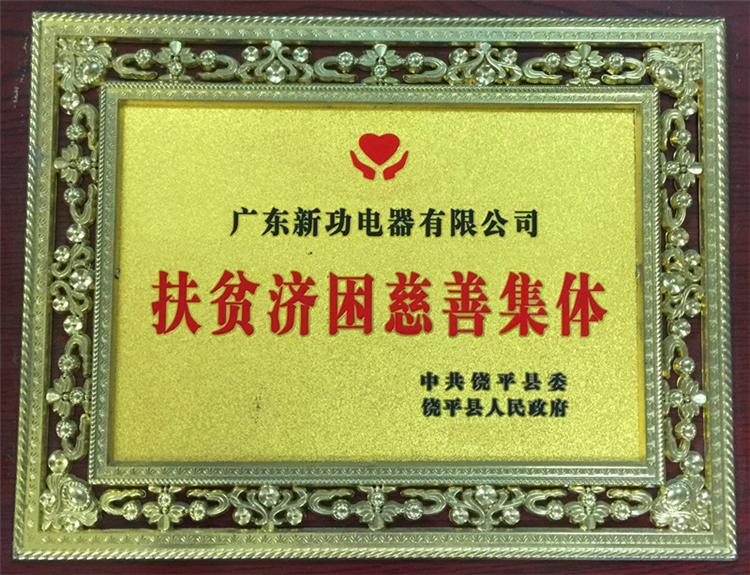 广东新功电器有限公司
扶贫济困慈善集体
中共饶平县委
饶平县人民政府